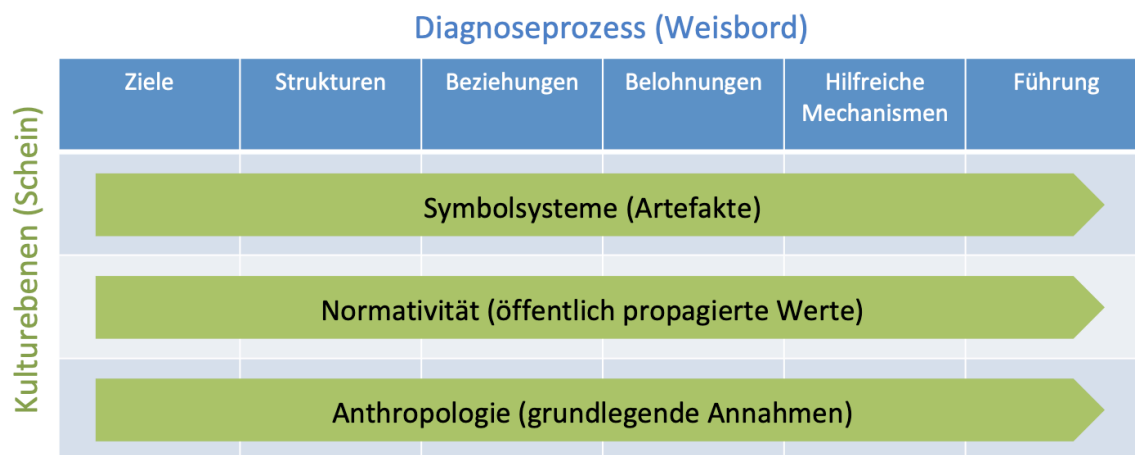 Diagnoseprozess (Weisbord)
Kulturebenen (Schein)
Ziele
Strukturen
Beziehungen
Belohnungen
Hilfreiche
Mechanismen
Führung
Symbolsysteme (Artefakte)
Normativität (öffentlich propagierte Werte)
Anthropologie (grundlegende Annahmen)